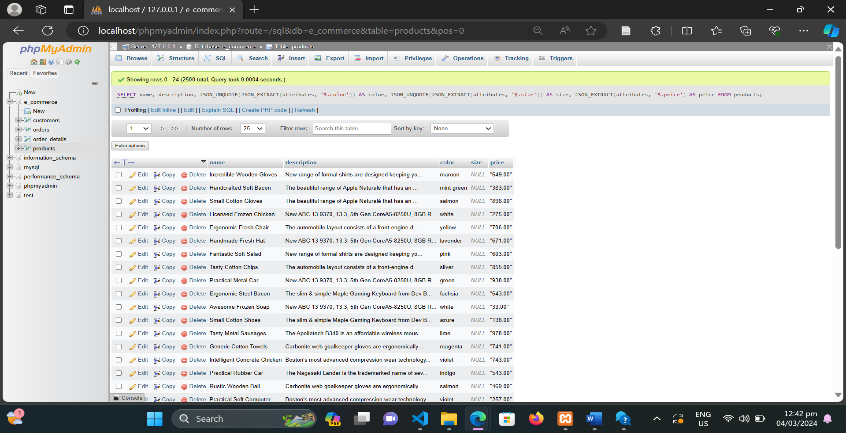 localhost / 127.0.0.1 / e_commer
localhost/phpmyadmin/index.php?route=/sql&db=e_commerce&table=products&pos=0
phpMyAdmin
Recent Favorites
New
e_commerce
New
customers
orders
order_details
products
information_schema
mysql
performance_schema
phpmyadmin
test
Server: 127.0.0.1 » Database: e_commerce » Table: products
Browse Structure SQL Search Insert Export Import Privileges Operations Tracking Triggers
Showing rows 0 - 24 (2500 total, Query took 0.0004 seconds.)
SELECT name, description, JSON_UNQUOTE(JSON_EXTRACT(attributes, '$.color')) AS color, JSON_UNQUOTE(JSON_EXTRACT(attributes, '$.size')) AS size, JSON_EXTRACT(attributes, '$.price') AS price FROM products;
Profiling [ Edit inline ] [ Edit ] [ Explain SQL ] [ Create PHP code ] [ Refresh ]
1 > >> Number of rows: 25 Filter rows: Search this table Sort by key: None
Extra options
name description color size price
Edit Copy Delete Incredible Wooden Gloves New range of formal shirts are designed keeping yo... maroon NULL "649.00"
Edit Copy Delete Handcrafted Soft Bacon The beautiful range of Apple Naturalé that has an ... mint green NULL "383.00"
Edit Copy Delete Small Cotton Gloves The beautiful range of Apple Naturalé that has an ... salmon NULL "898.00"
Edit Copy Delete Licensed Frozen Chicken New ABC 13 9370, 13.3, 5th Gen CoreA5-8250U, 8GB R... white NULL "275.00"
Edit Copy Delete Ergonomic Fresh Chair The automobile layout consists of a front-engine d... yellow NULL "706.00"
Edit Copy Delete Handmade Fresh Hat New ABC 13 9370, 13.3, 5th Gen CoreA5-8250U, 8GB R... lavender NULL "671.00"
Edit Copy Delete Fantastic Soft Salad New range of formal shirts are designed keeping yo... pink NULL "693.00"
Edit Copy Delete Tasty Cotton Chips The automobile layout consists of a front-engine d... silver NULL "855.00"
Edit Copy Delete Practical Metal Car New ABC 13 9370, 13.3, 5th Gen CoreA5-8250U, 8GB R... green NULL "938.00"
Edit Copy Delete Ergonomic Steel Bacon The slim & simple Maple Gaming Keyboard from Dev B... fuchsia NULL "643.00"
Edit Copy Delete Awesome Frozen Soap New ABC 13 9370, 13.3, 5th Gen CoreA5-8250U, 8GB R... white NULL
Edit Copy Delete Small Cotton Shoes The slim & simple Maple Gaming Keyboard from Dev B... azure NULL "138.00"
Edit Copy Delete Tasty Metal Sausages The Apollotech B340 is an affordable wireless mous... lime NULL "978.00"
Edit Copy Delete Generic Cotton Towels Carbonite web goalkeeper gloves are ergonomically ... magenta NULL "741.00"
Edit Copy Delete Intelligent Concrete Chicken Boston's most advanced compression wear technology... violet NULL "743.00"
Edit Copy Delete Practical Rubber Car The Nagasaki Lander is the trademarked name of sev... indigo NULL "543.00"
Edit Copy Delete Rustic Wooden Ball Carbonite web goalkeeper gloves are ergonomically ... salmon NULL "469.00"
Edit Copy Delete Practical Soft Computer Boston's most advanced compression wear technology... violet NULL "257.00"
Console
Search
ENG
US
12:42 pm
04/03/2024